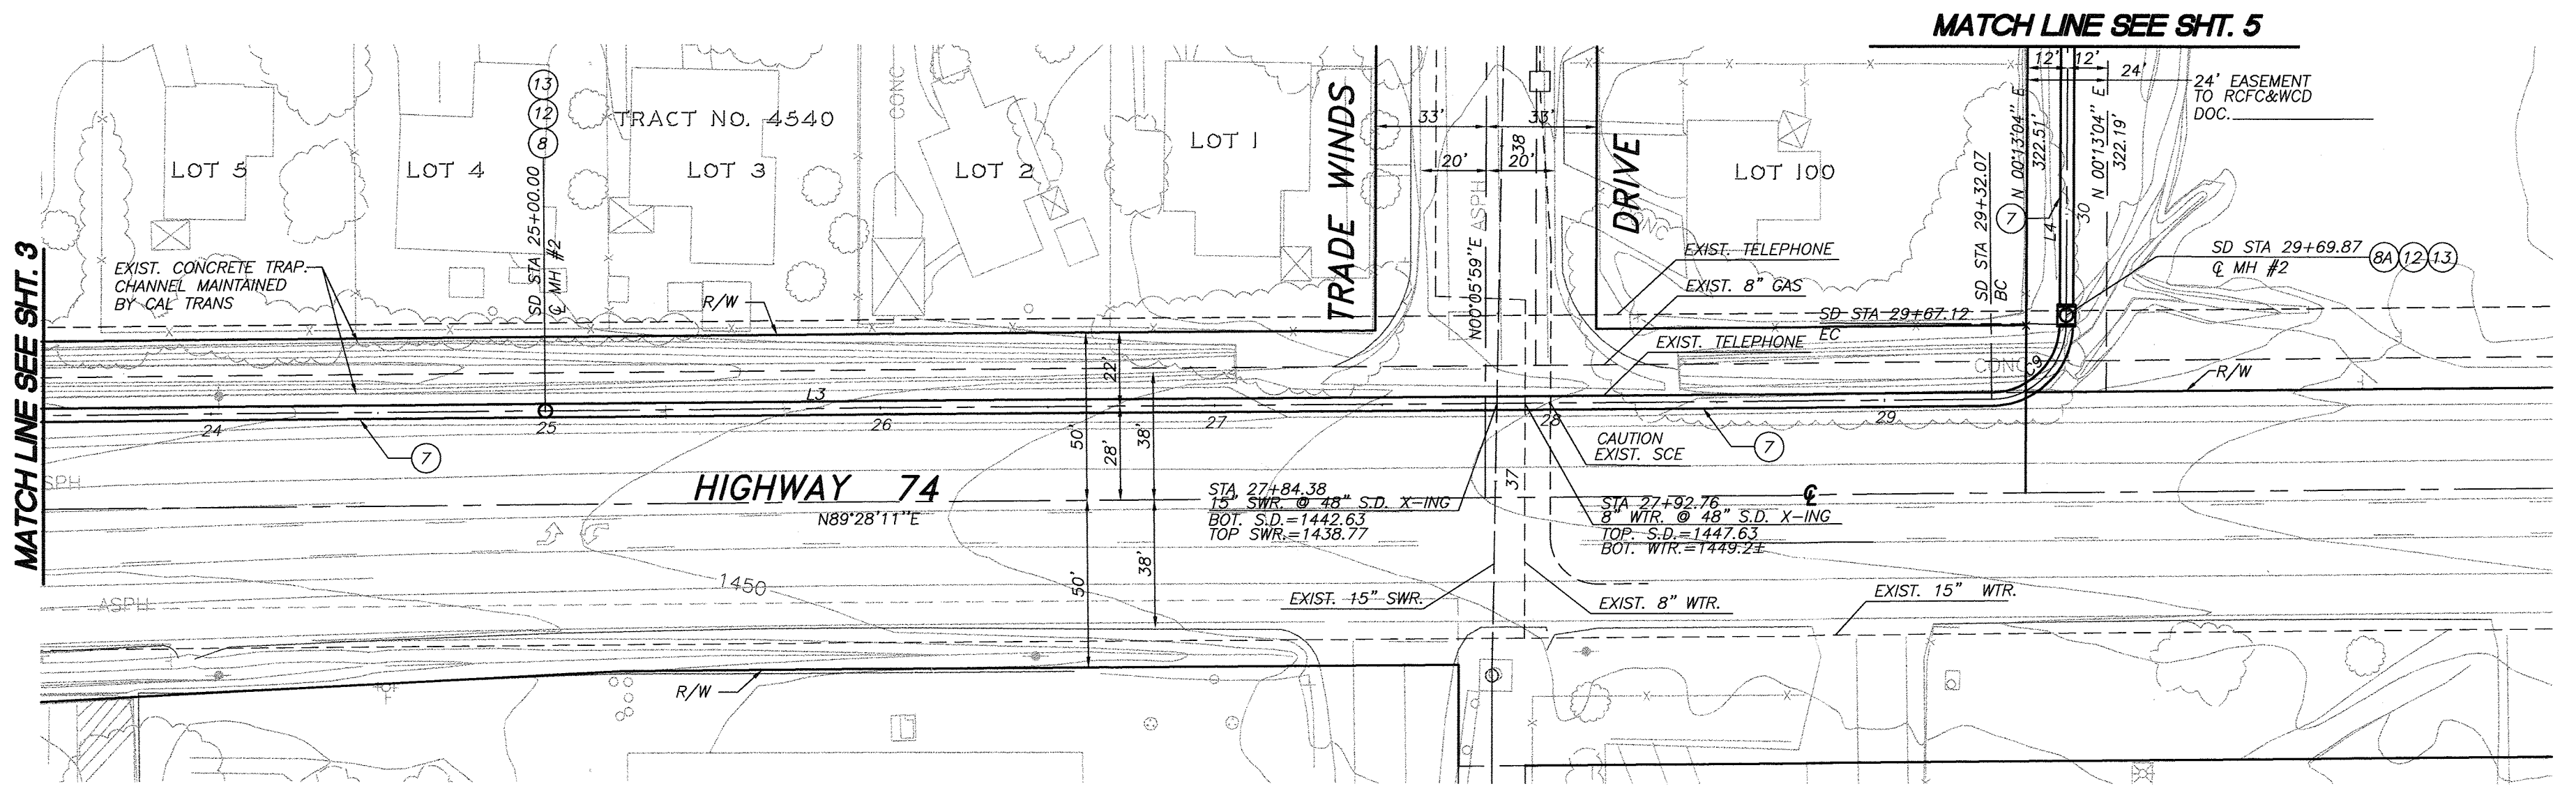 MATCH LINE SEE SHT. 5
MATCH LINE SEE SHT. 3
12' 12'
24'
24' EASEMENT
TO RCFC&WCD
DOC.
N 00°13'04" E
322.51'
N 00°13'04" E
322.19'
13
12
8
SD STA 25+00.00
℄ MH #2
TRACT NO. 4540
LOT 5
LOT 4
LOT 3
LOT 2
LOT 1
LOT 100
CONC
TRADE WINDS
DRIVE
33' 33'
38
20' 20'
N00°05'59"E
ASPH
CONC
EXIST. CONCRETE TRAP.
CHANNEL MAINTAINED
BY CAL TRANS
R/W
EXIST. TELEPHONE
EXIST. 8" GAS
SD STA 29+67.12
EC
EXIST. TELEPHONE
SD STA 29+32.07
BC
7
L4
30
SD STA 29+69.87
℄ MH #2
8A 12 13
CONC
C9
R/W
L3
24
25
26
27
28
29
7
7
22'
50'
28'
38'
50'
38'
CAUTION
EXIST. SCE
37
HIGHWAY 74
N89°28'11"E
℄
STA 27+84.38
15" SWR. @ 48" S.D. X-ING
BOT. S.D.=1442.63
TOP SWR.=1438.77
STA 27+92.76
8" WTR. @ 48" S.D. X-ING
TOP. S.D.=1447.63
BOT. WTR.=1449.2±
SPH
ASPH
1450
EXIST. 15" SWR.
EXIST. 8" WTR.
EXIST. 15" WTR.
R/W